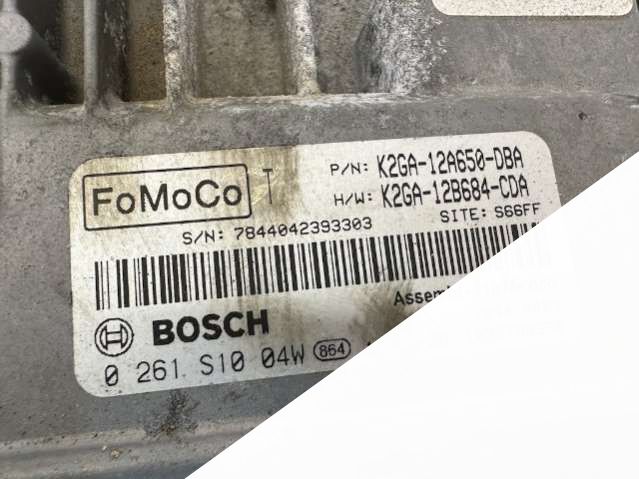 FoMoCo T
P/N: K2GA-12A650-DBA
H/W: K2GA-12B684-CDA
S/N: 7844042393303
SITE: S66FF
BOSCH
0 261 S10 04W 864